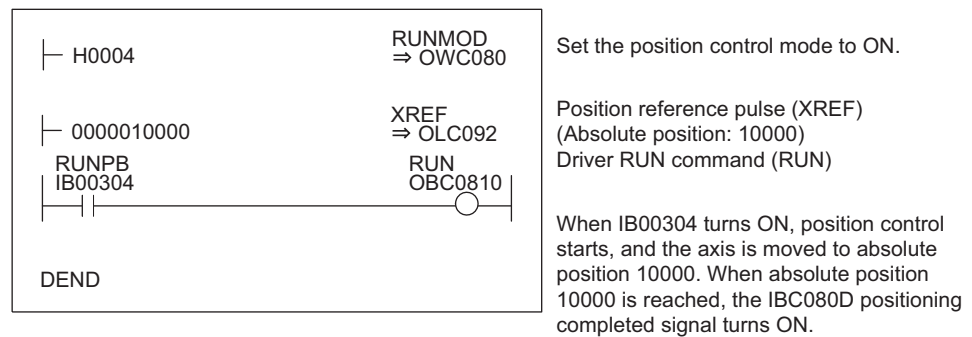 H0004
RUNMOD
⇒ OWC080
Set the position control mode to ON.
0000010000
XREF
⇒ OLC092
Position reference pulse (XREF)
(Absolute position: 10000)
Driver RUN command (RUN)
RUNPB
IB00304
RUN
OBC0810
When IB00304 turns ON, position control
starts, and the axis is moved to absolute
position 10000. When absolute position
10000 is reached, the IBC080D positioning
completed signal turns ON.
DEND